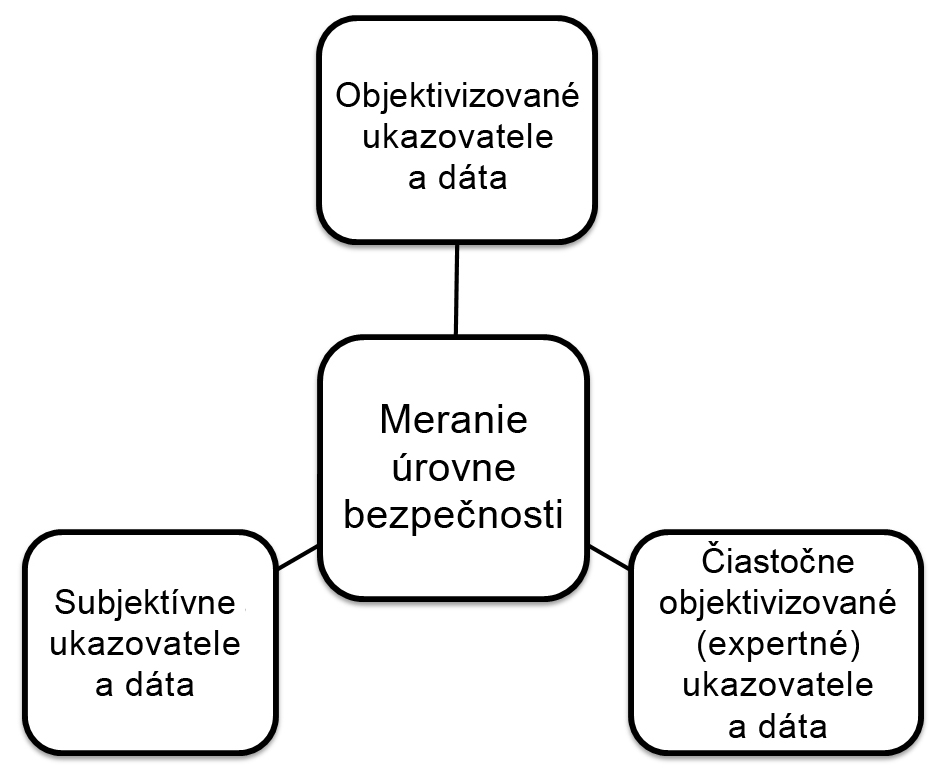 Objektivizované
ukazovatele
a dáta
Meranie
úrovne
bezpečnosti
Subjektívne
ukazovatele
a dáta
Čiastočne
objektivizované
(expertné)
ukazovatele
a dáta